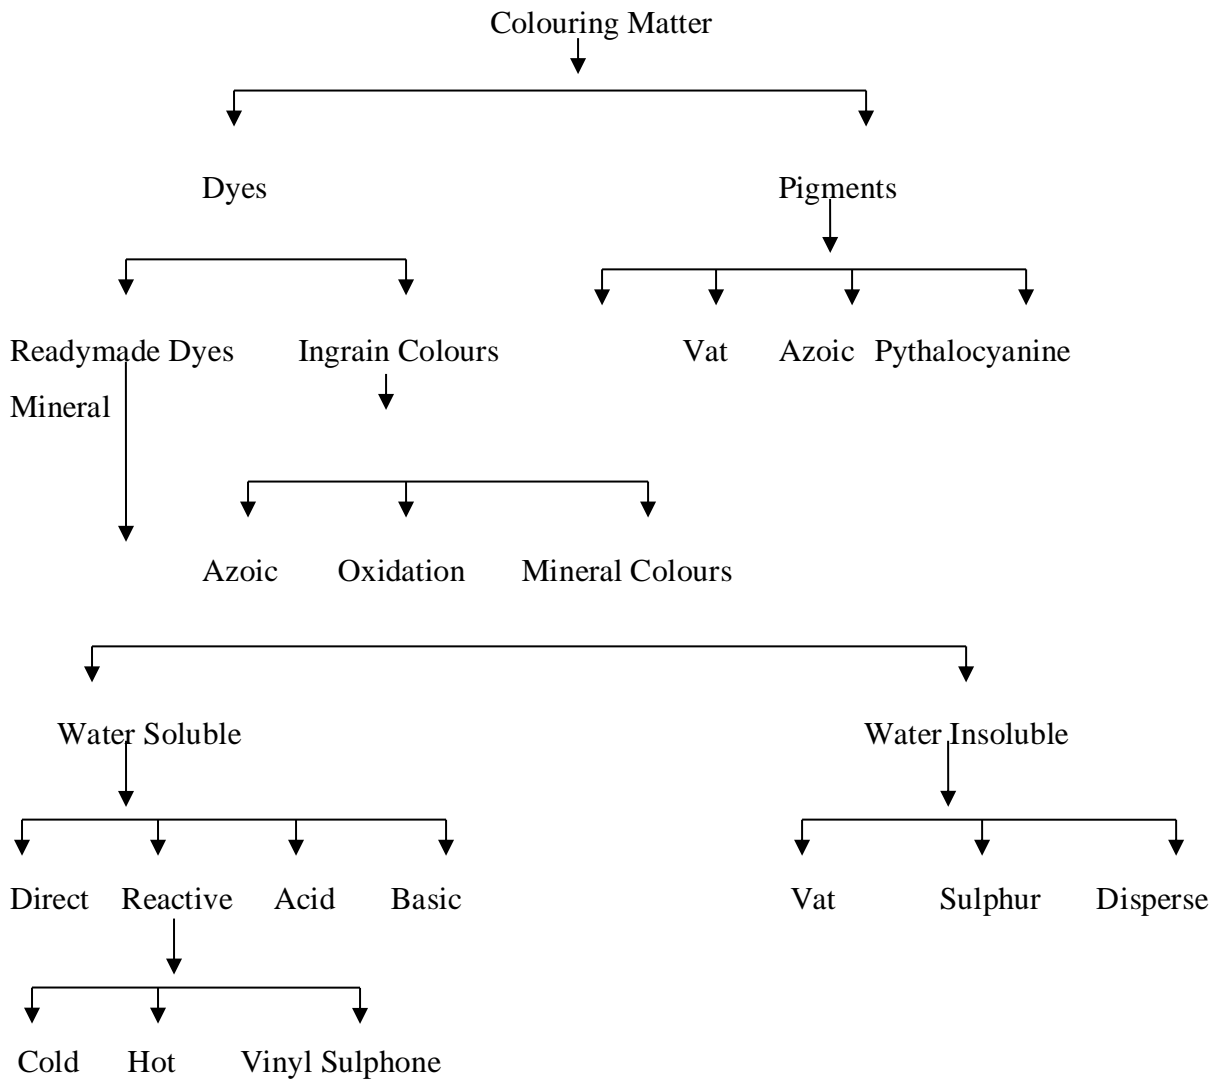 Colouring Matter
Dyes Pigments
Readymade Dyes Ingrain Colours Vat Azoic Pythalocyanine
Mineral
Azoic Oxidation Mineral Colours
Water Soluble Water Insoluble
Direct Reactive Acid Basic Vat Sulphur Disperse
Cold Hot Vinyl Sulphone